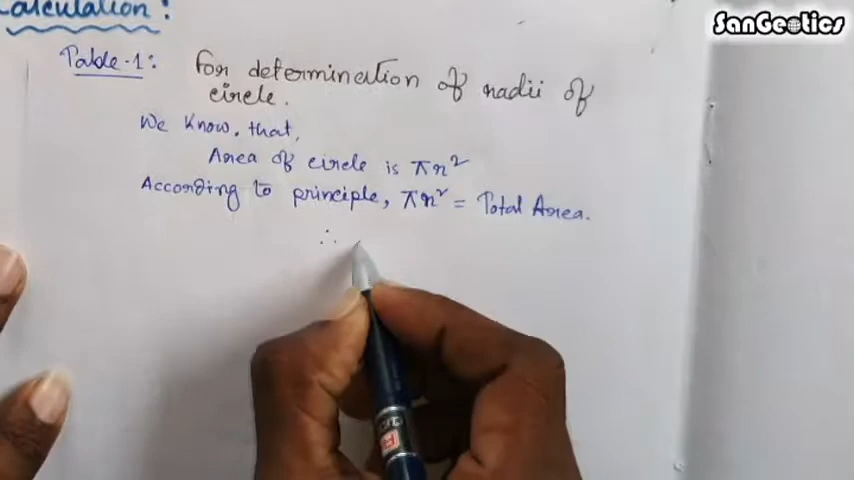 SanGeotics
Calculation :
Table-1: For determination of radii of
circle.
We know, that,
Area of circle is πr²
According to principle, πr² = Total Area.
∴